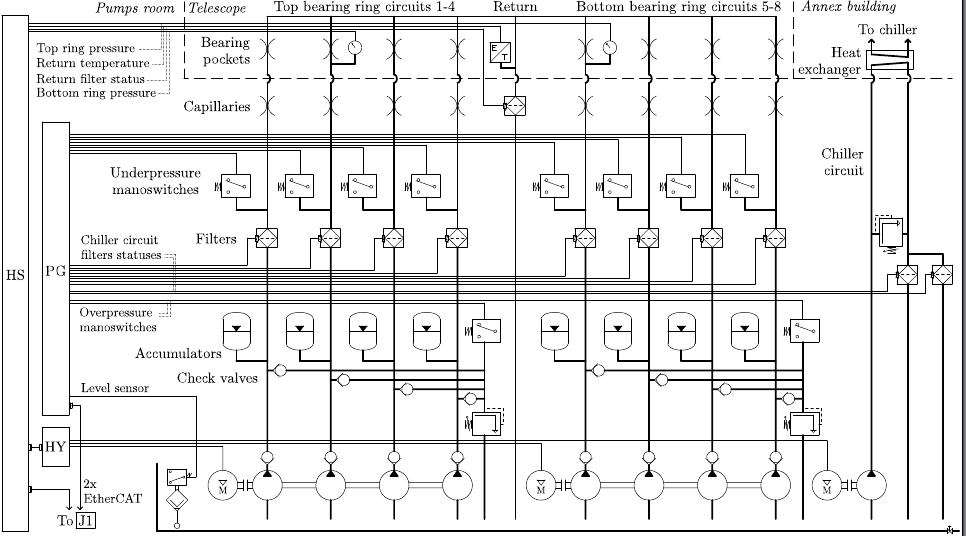 Pumps room
Telescope
Top bearing ring circuits 1-4
Return
Bottom bearing ring circuits 5-8
Annex building
To chiller
Top ring pressure
Return temperature
Return filter status
Bottom ring pressure
Bearing
pockets
E
T
Heat
exchanger
Capillaries
Underpressure
manoswitches
Chiller
circuit
Filters
Chiller circuit
filters statuses
HS
PG
Overpressure
manoswitches
Accumulators
Check valves
Level sensor
HY
M
M
M
2x
EtherCAT
To J1